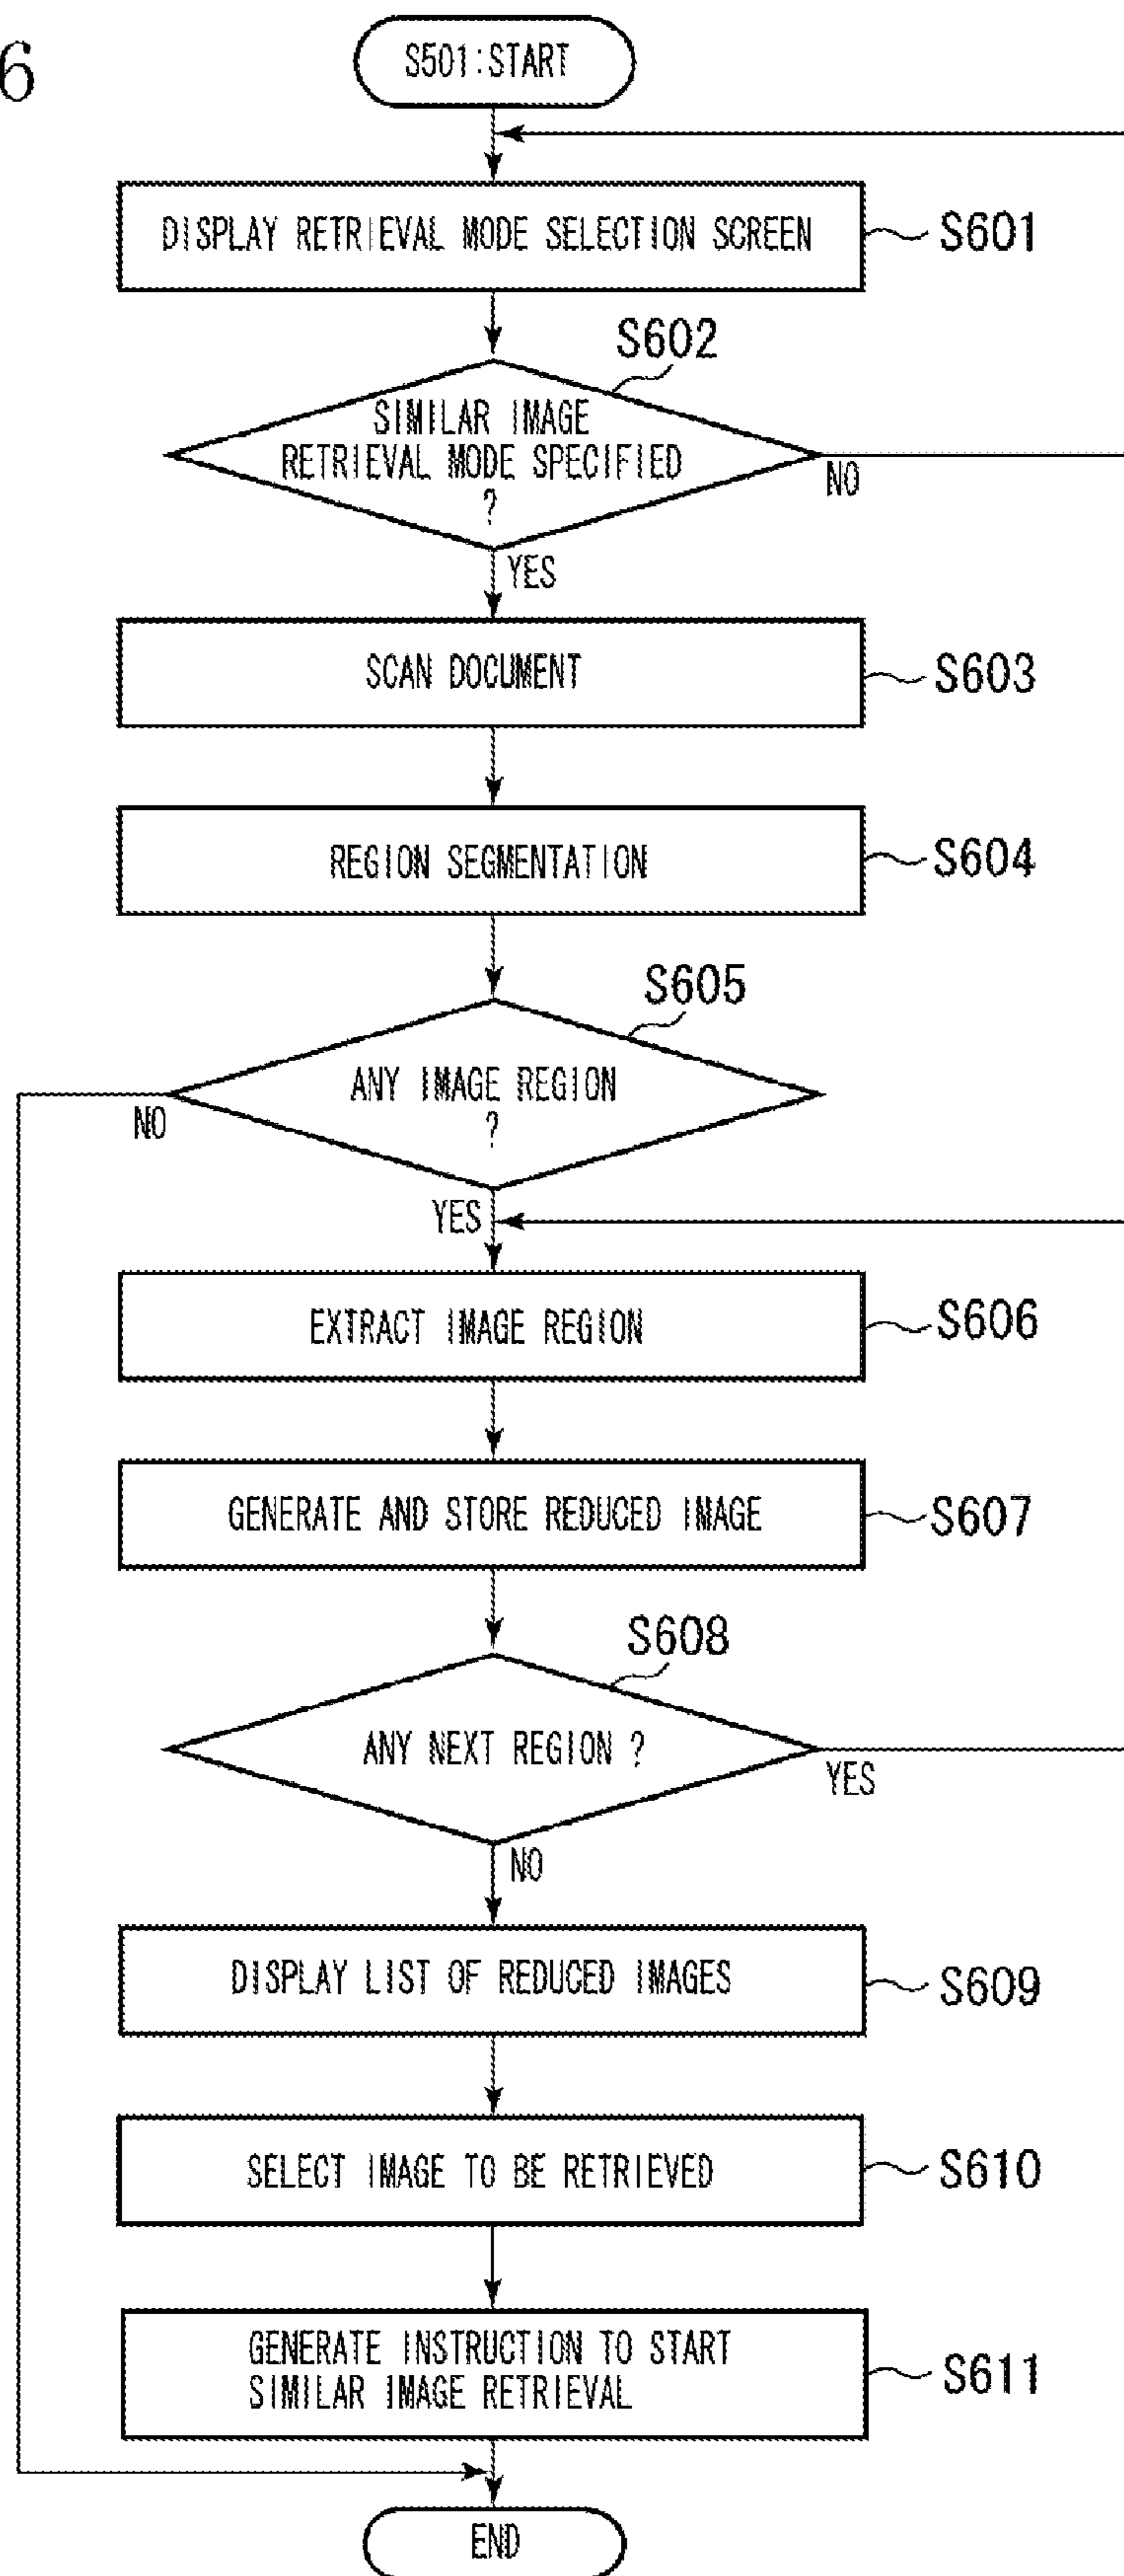 6
S501:START
DISPLAY RETRIEVAL MODE SELECTION SCREEN
S601
S602
SIMILAR IMAGE
RETRIEVAL MODE SPECIFIED
?
NO
YES
SCAN DOCUMENT
S603
REGION SEGMENTATION
S604
S605
ANY IMAGE REGION
?
NO
YES
EXTRACT IMAGE REGION
S606
GENERATE AND STORE REDUCED IMAGE
S607
S608
ANY NEXT REGION ?
YES
NO
DISPLAY LIST OF REDUCED IMAGES
S609
SELECT IMAGE TO BE RETRIEVED
S610
GENERATE INSTRUCTION TO START
SIMILAR IMAGE RETRIEVAL
S611
END